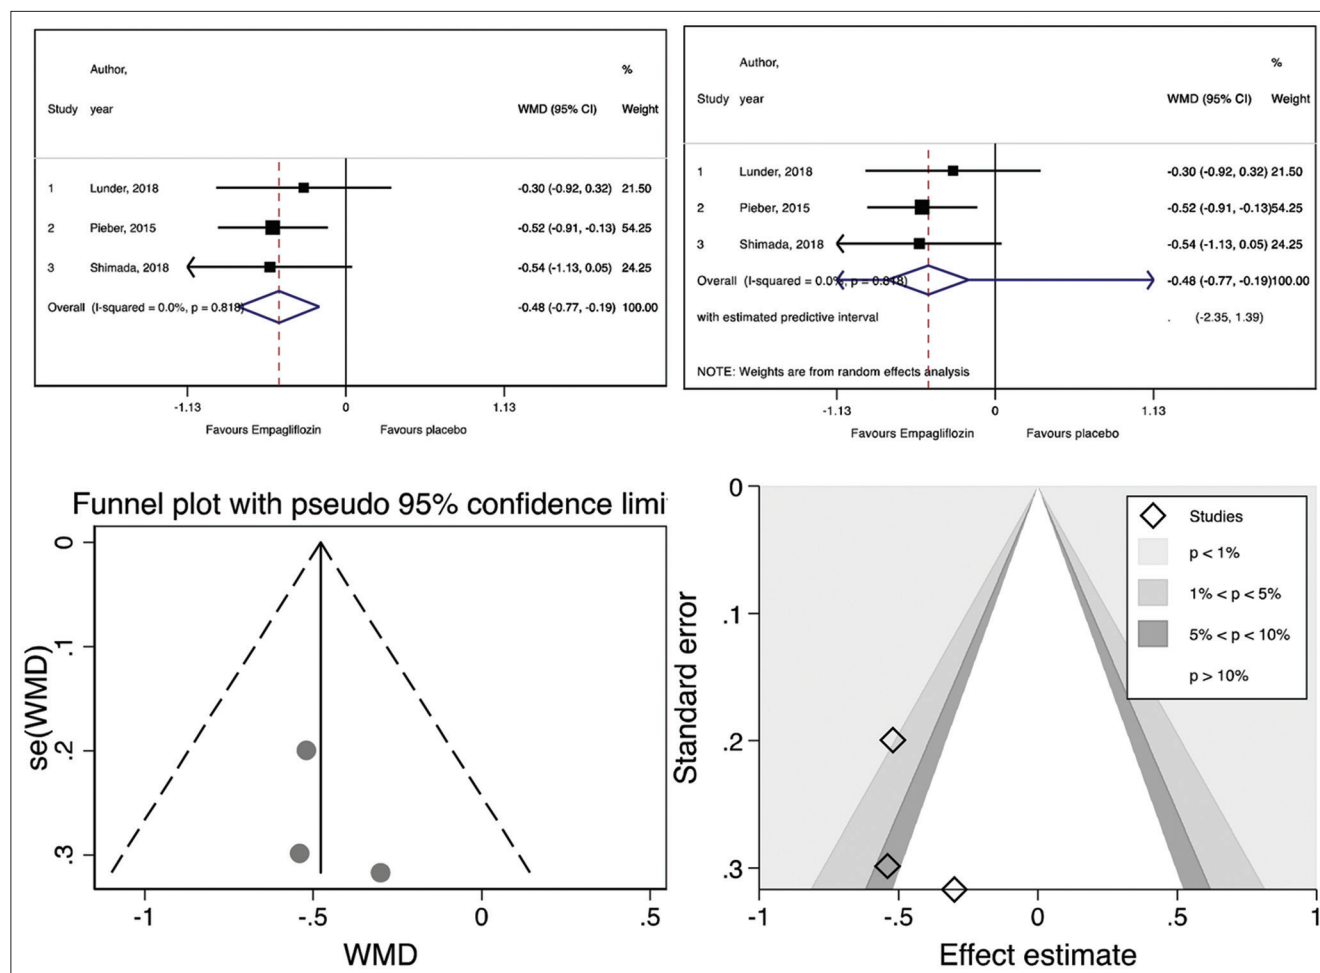 Author,
%
Study year
WMD (95% CI) Weight
1 Lunder, 2018 -0.30 (-0.92, 0.32) 21.50
2 Pieber, 2015 -0.52 (-0.91, -0.13) 54.25
3 Shimada, 2018 -0.54 (-1.13, 0.05) 24.25
Overall (I-squared = 0.0%, p = 0.818) -0.48 (-0.77, -0.19) 100.00
-1.13 0 1.13
Favours Empagliflozin Favours placebo
Author,
%
Study year
WMD (95% CI) Weight
1 Lunder, 2018 -0.30 (-0.92, 0.32) 21.50
2 Pieber, 2015 -0.52 (-0.91, -0.13)54.25
3 Shimada, 2018 -0.54 (-1.13, 0.05) 24.25
Overall (I-squared = 0.0%, p = 0.818) -0.48 (-0.77, -0.19)100.00
with estimated predictive interval . (-2.35, 1.39)
NOTE: Weights are from random effects analysis
-1.13 0 1.13
Favours Empagliflozin Favours placebo
Funnel plot with pseudo 95% confidence limi
se(WMD)
0
.1
.2
.3
-1 -.5 0 .5
WMD
Standard error
0
.1
.2
.3
Studies
p < 1%
1% < p < 5%
5% < p < 10%
p > 10%
-1 -.5 0 .5 1
Effect estimate